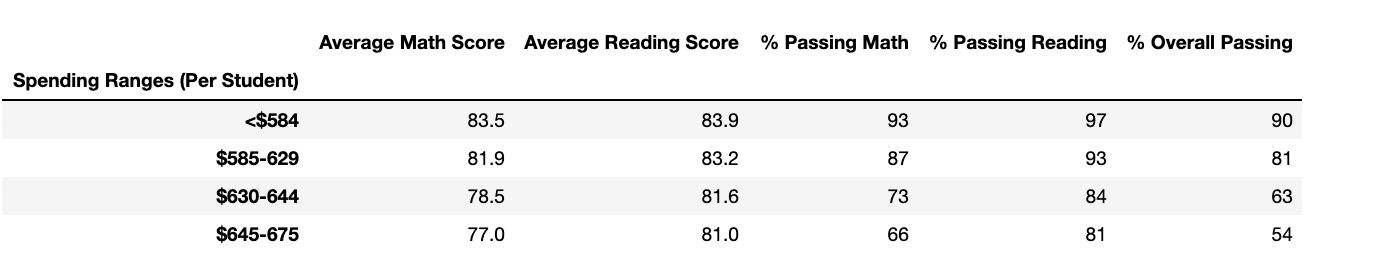 Average Math Score Average Reading Score % Passing Math % Passing Reading % Overall Passing
Spending Ranges (Per Student)
<$584 83.5 83.9 93 97 90
$585-629 81.9 83.2 87 93 81
$630-644 78.5 81.6 73 84 63
$645-675 77.0 81.0 66 81 54